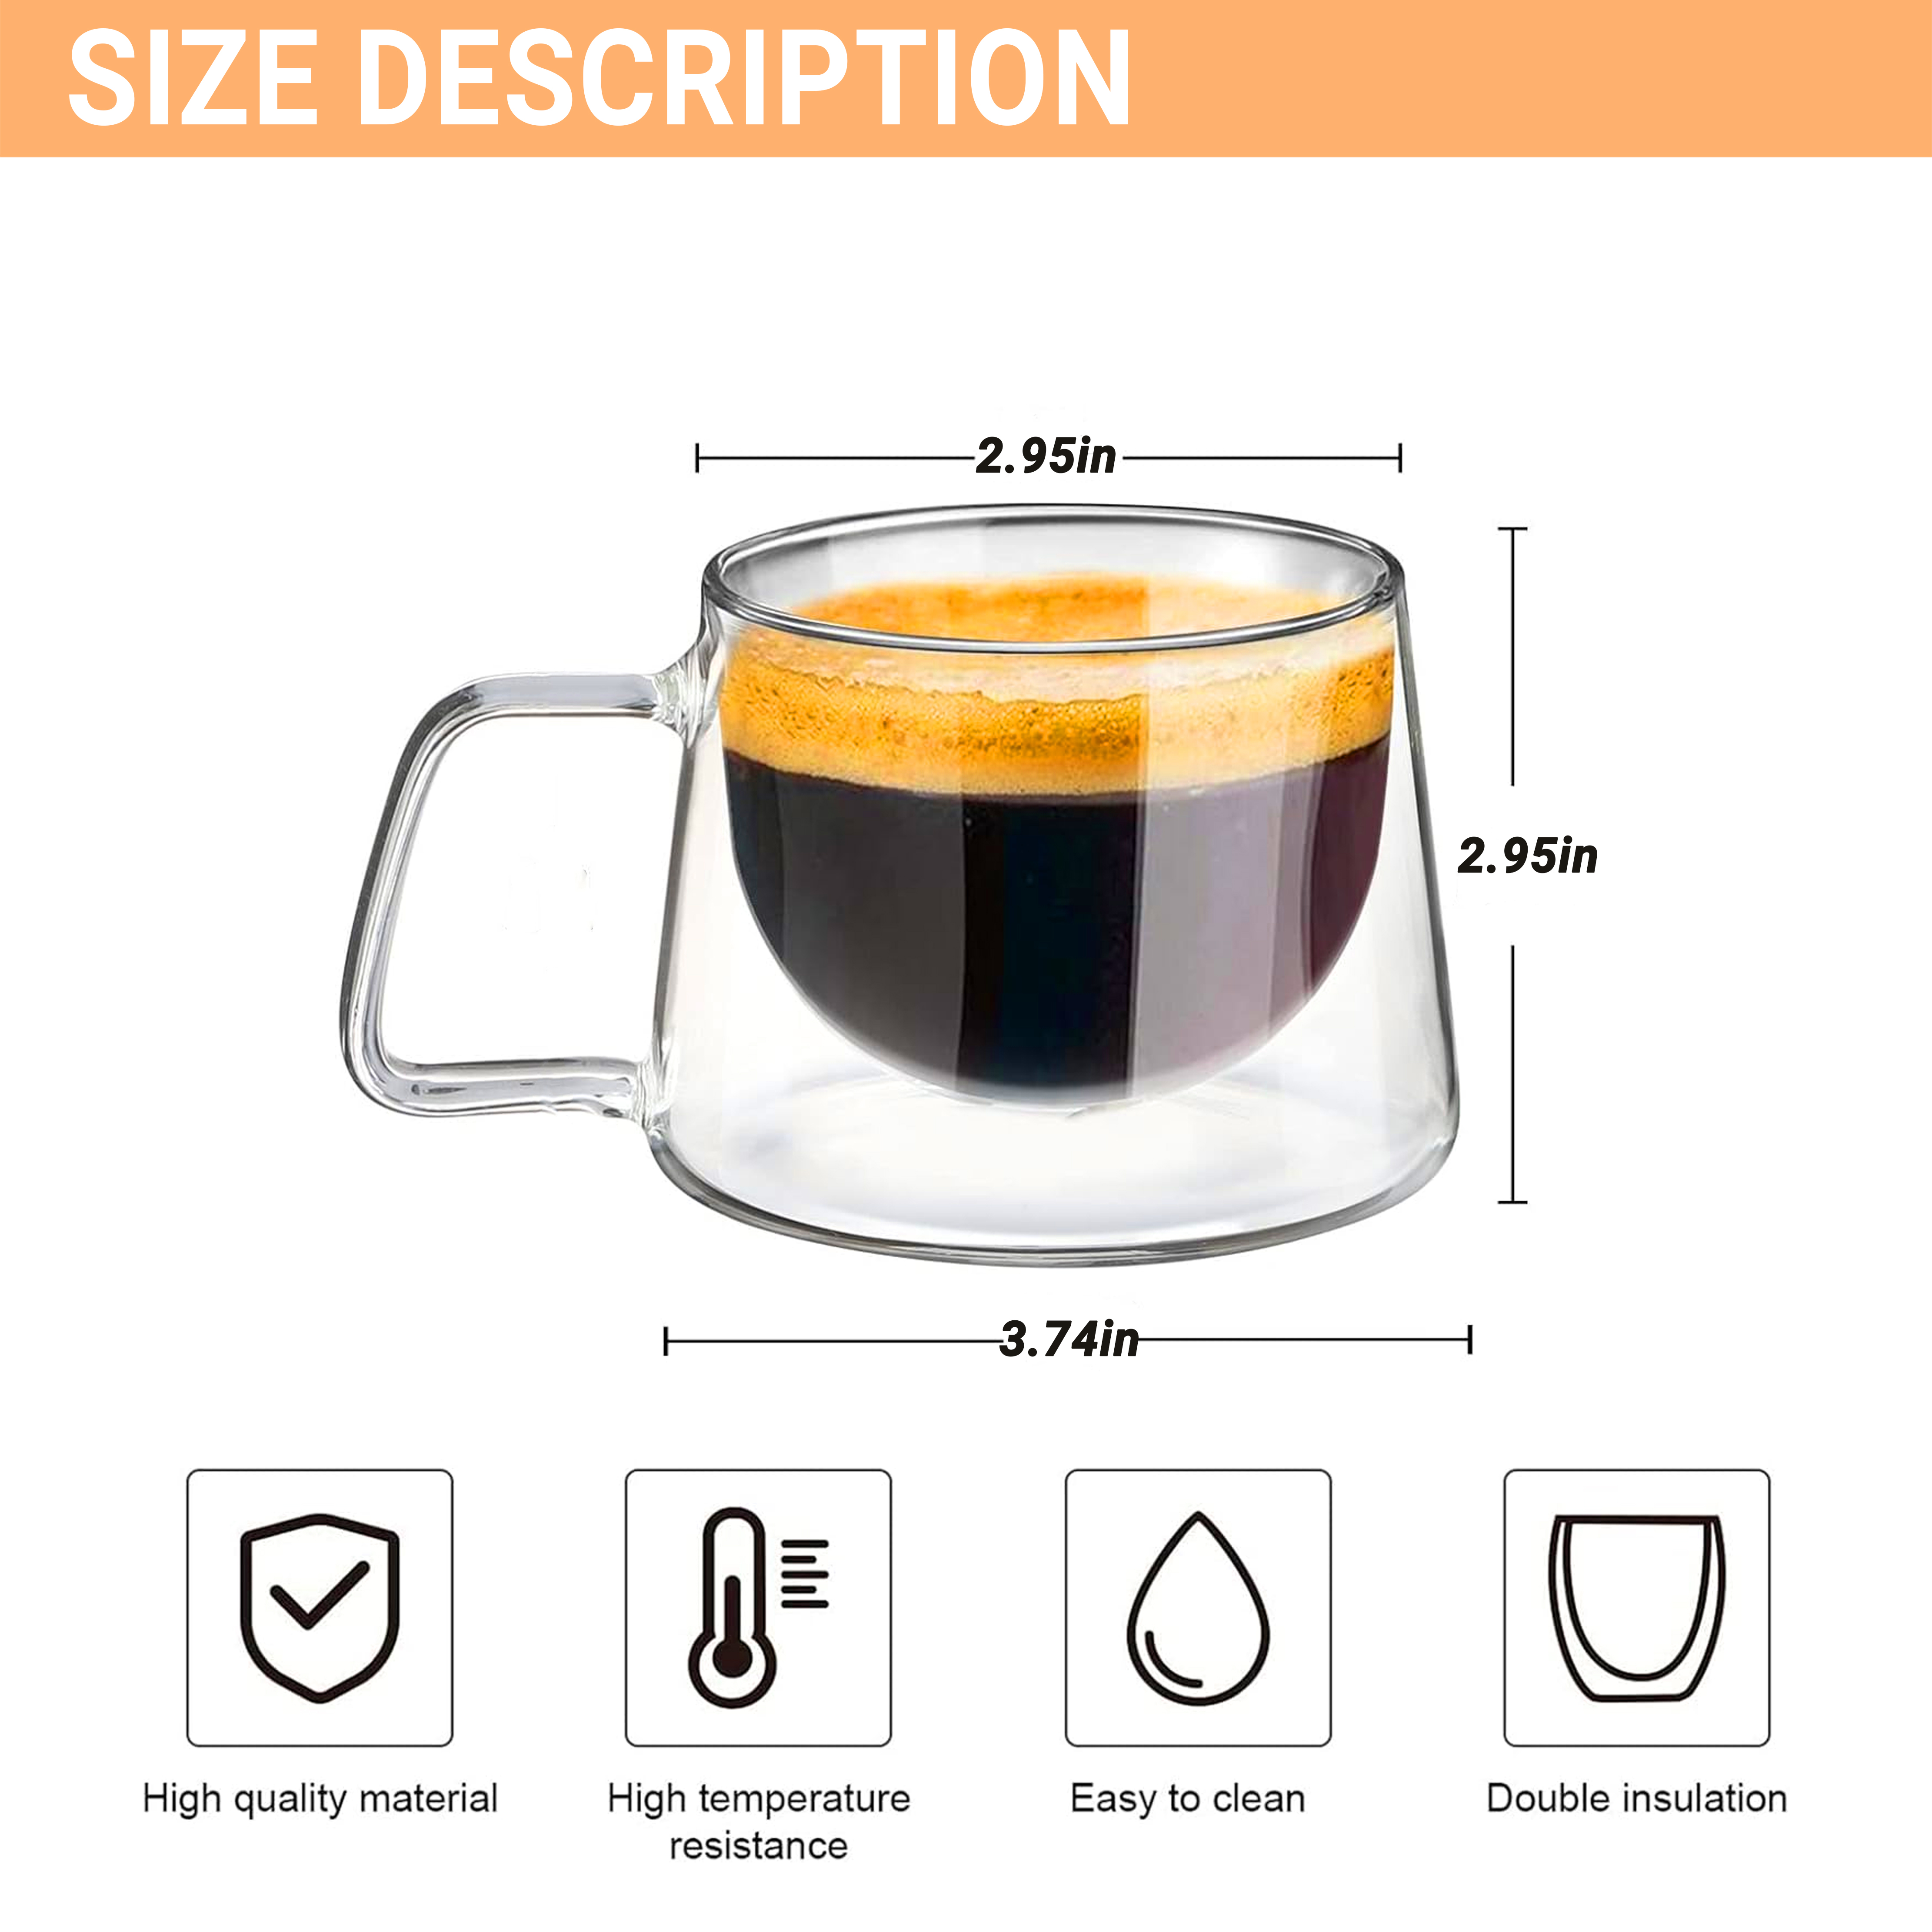 SIZE DESCRIPTION
2.95in
2.95in
3.74in
High quality material
High temperature
resistance
Easy to clean
Double insulation